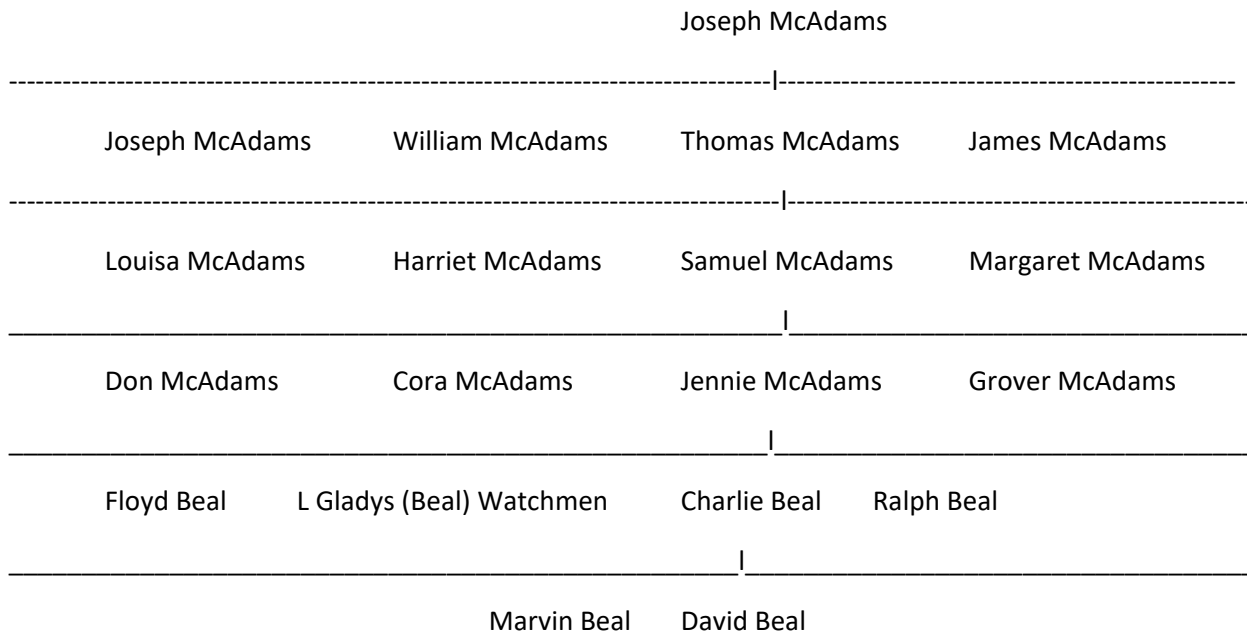 Joseph McAdams
Joseph McAdams William McAdams Thomas McAdams James McAdams
Louisa McAdams Harriet McAdams Samuel McAdams Margaret McAdams
Don McAdams Cora McAdams Jennie McAdams Grover McAdams
Floyd Beal L Gladys (Beal) Watchmen Charlie Beal Ralph Beal
Marvin Beal David Beal